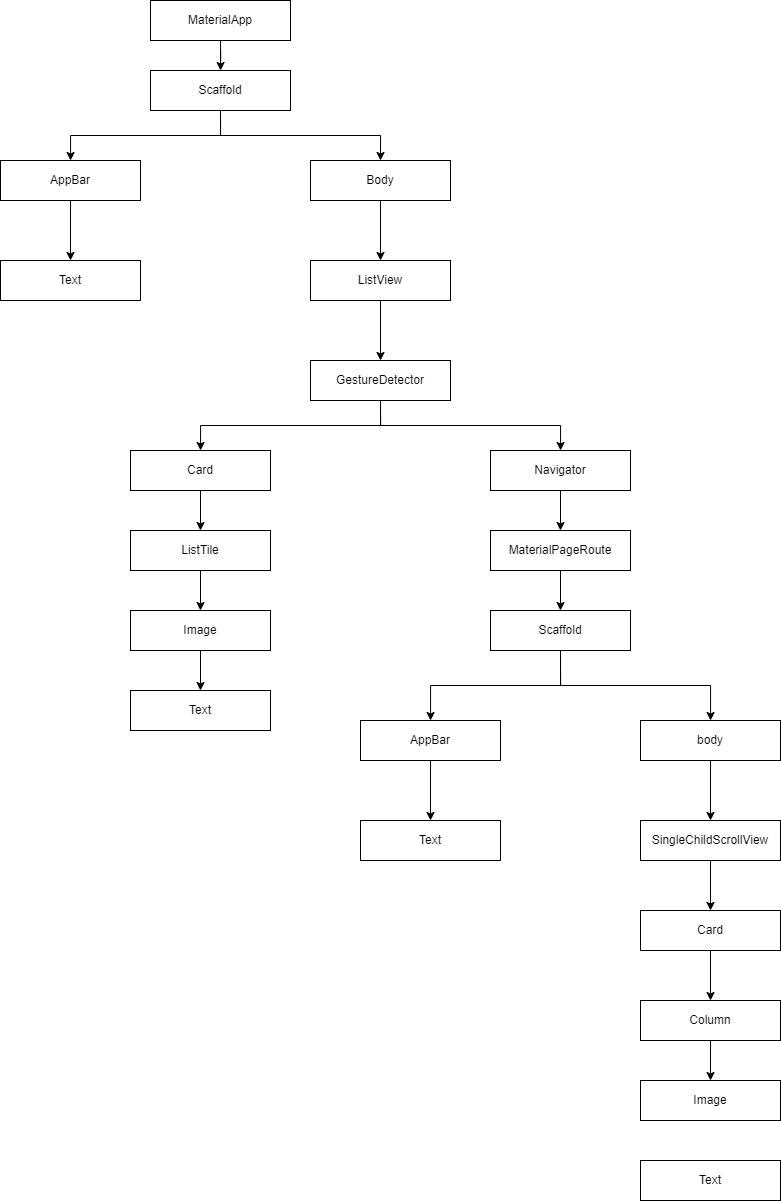 MaterialApp
Scaffold
AppBar
Body
Text
ListView
GestureDetector
Card
Navigator
ListTile
MaterialPageRoute
Image
Scaffold
Text
AppBar
body
Text
SingleChildScrollView
Card
Column
Image
Text